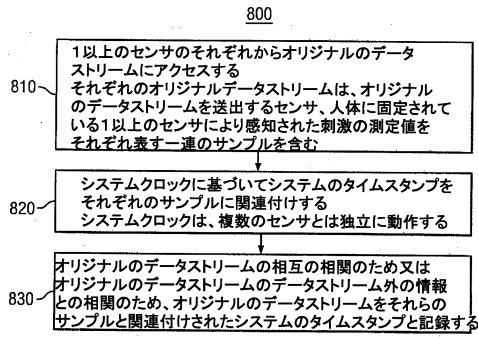 800
810
1以上のセンサのそれぞれからオリジナルのデータ
ストリームにアクセスする
それぞれのオリジナルデータストリームは、オリジナル
のデータストリームを送出するセンサ、人体に固定されて
いる1以上のセンサにより感知された刺激の測定値を
それぞれ表す一連のサンプルを含む
820
システムクロックに基づいてシステムのタイムスタンプを
それぞれのサンプルに関連付けする
システムクロックは、複数のセンサとは独立に動作する
830
オリジナルのデータストリームの相互の相関のため又は
オリジナルのデータストリームのデータストリーム外の情報
との相関のため、オリジナルのデータストリームをそれらの
サンプルと関連付けされたシステムのタイムスタンプと記録する